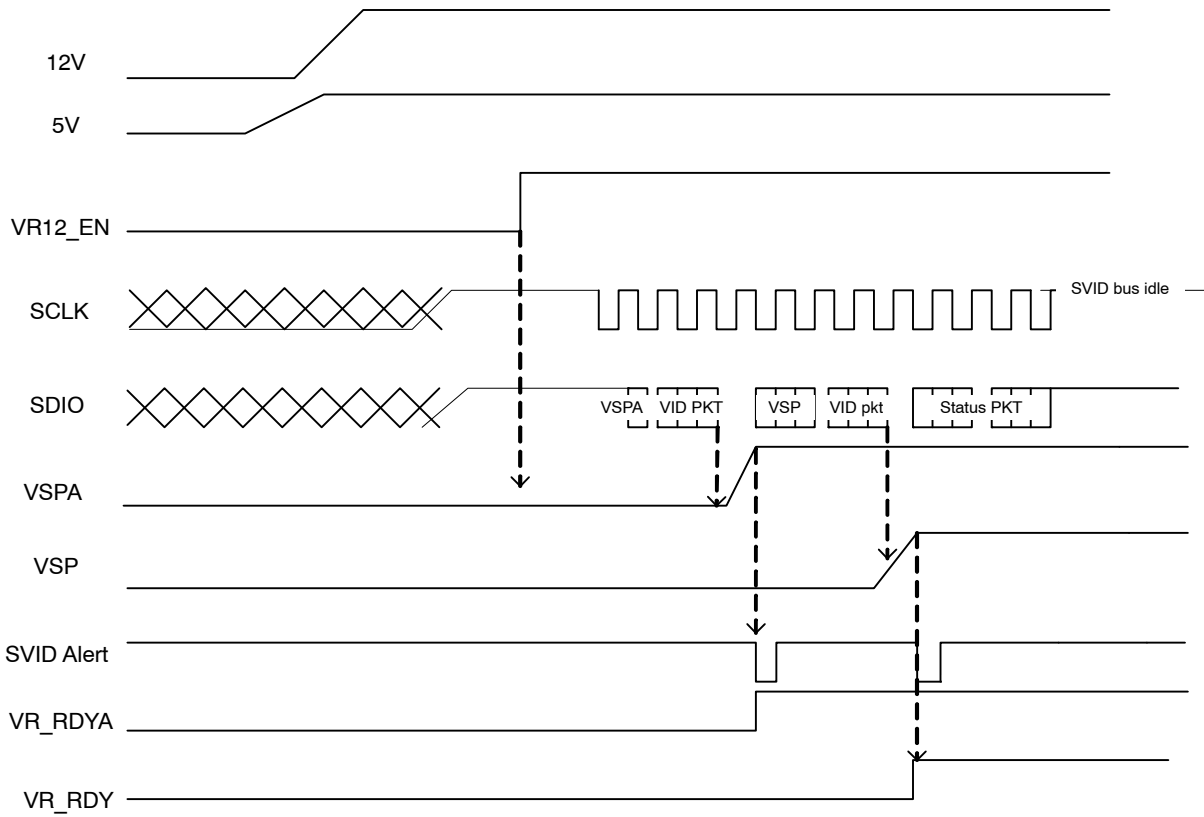 12V
5V
VR12_EN
SCLK
SVID bus idle
SDIO
VSPA VID PKT VSP VID pkt Status PKT
VSPA
VSP
SVID Alert
VR_RDYA
VR_RDY